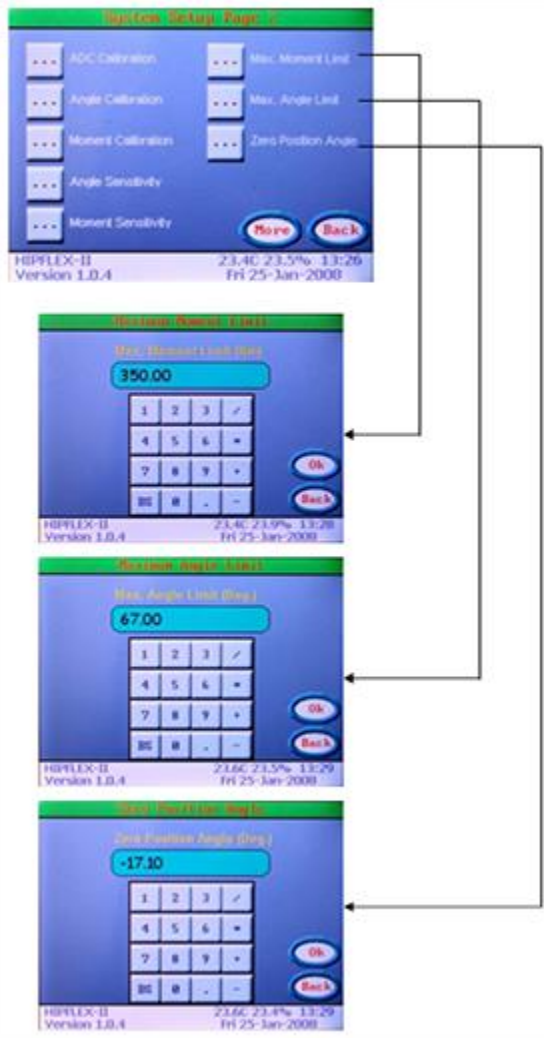 System Setup Page 2
... ADC Calibration
... Angle Calibration
... Moment Calibration
... Angle Sensitivity
... Moment Sensitivity
... Max. Moment Limit
... Max. Angle Limit
... Zero Position Angle
More Back
HIPFLEX-II 23.4C 23.5% 13:26
Version 1.0.4 Fri 25-Jan-2008
Maximum Moment Limit
Max. Moment Limit (Nm)
350.00
1 2 3 /
4 5 6 *
7 8 9 +
BS 0 . -
Ok
Back
HIPFLEX-II 23.4C 23.9% 13:28
Version 1.0.4 Fri 25-Jan-2008
Maximum Angle Limit
Max. Angle Limit (Deg.)
67.00
1 2 3 /
4 5 6 *
7 8 9 +
BS 0 . -
Ok
Back
HIPFLEX-II 23.6C 23.5% 13:29
Version 1.0.4 Fri 25-Jan-2008
Zero Position Angle
Zero Position Angle (Deg.)
-17.10
1 2 3 /
4 5 6 *
7 8 9 +
BS 0 . -
Ok
Back
HIPFLEX-II 23.6C 23.4% 13:29
Version 1.0.4 Fri 25-Jan-2008